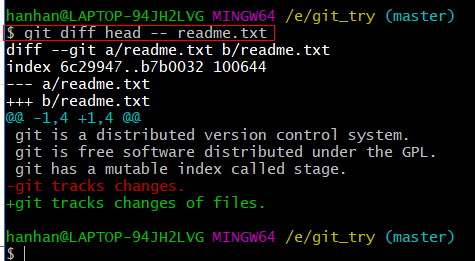 hanhan@LAPTOP-94JH2LVG MINGW64 /e/git_try (master)
$ git diff head -- readme.txt
diff --git a/readme.txt b/readme.txt
index 6c29947..b7b0032 100644
--- a/readme.txt
+++ b/readme.txt
@@ -1,4 +1,4 @@
 git is a distributed version control system.
 git is free software distributed under the GPL.
 git has a mutable index called stage.
-git tracks changes.
+git tracks changes of files.

hanhan@LAPTOP-94JH2LVG MINGW64 /e/git_try (master)
$